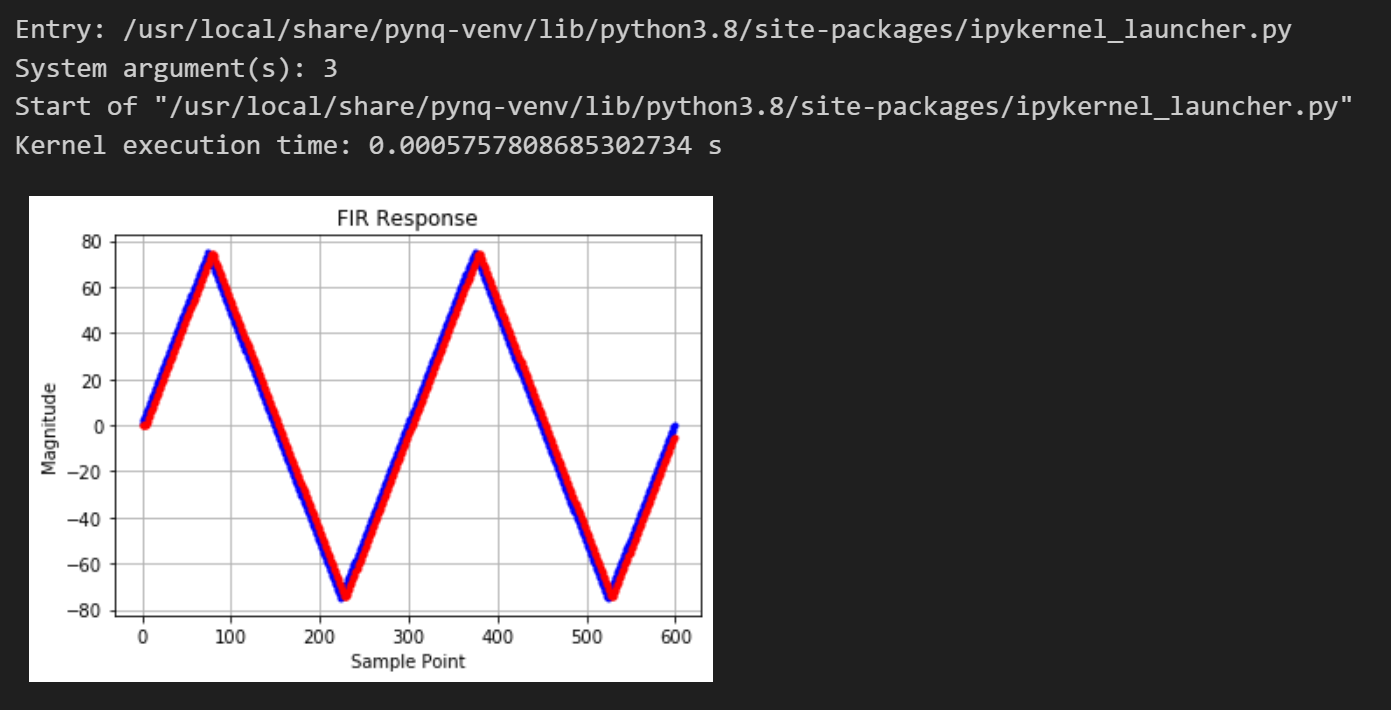 Entry: /usr/local/share/pynq-venv/lib/python3.8/site-packages/ipykernel_launcher.py
System argument(s): 3
Start of "/usr/local/share/pynq-venv/lib/python3.8/site-packages/ipykernel_launcher.py"
Kernel execution time: 0.0005757808685302734 s
FIR Response
80
60
40
20
0
−20
−40
−60
−80
Magnitude
0 100 200 300 400 500 600
Sample Point